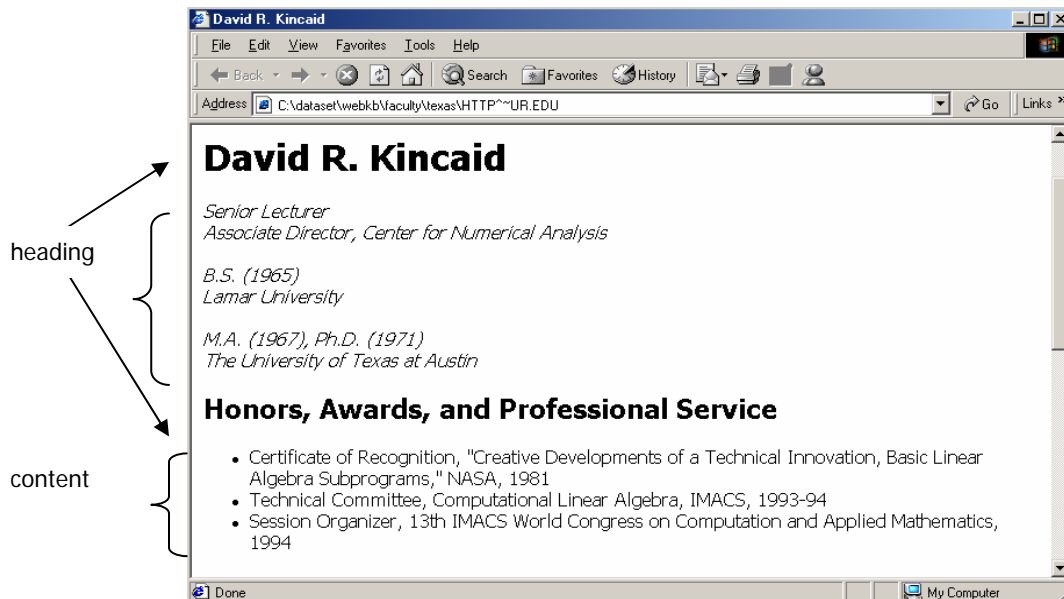 David R. Kincaid
File Edit View Favorites Tools Help
Back Search Favorites History
Address C:\dataset\webkb\faculty\texas\HTTP^~UR.EDU Go Links »
David R. Kincaid
Senior Lecturer
Associate Director, Center for Numerical Analysis
heading
B.S. (1965)
Lamar University
M.A. (1967), Ph.D. (1971)
The University of Texas at Austin
Honors, Awards, and Professional Service
content
• Certificate of Recognition, "Creative Developments of a Technical Innovation, Basic Linear
Algebra Subprograms," NASA, 1981
• Technical Committee, Computational Linear Algebra, IMACS, 1993-94
• Session Organizer, 13th IMACS World Congress on Computation and Applied Mathematics,
1994
Done My Computer